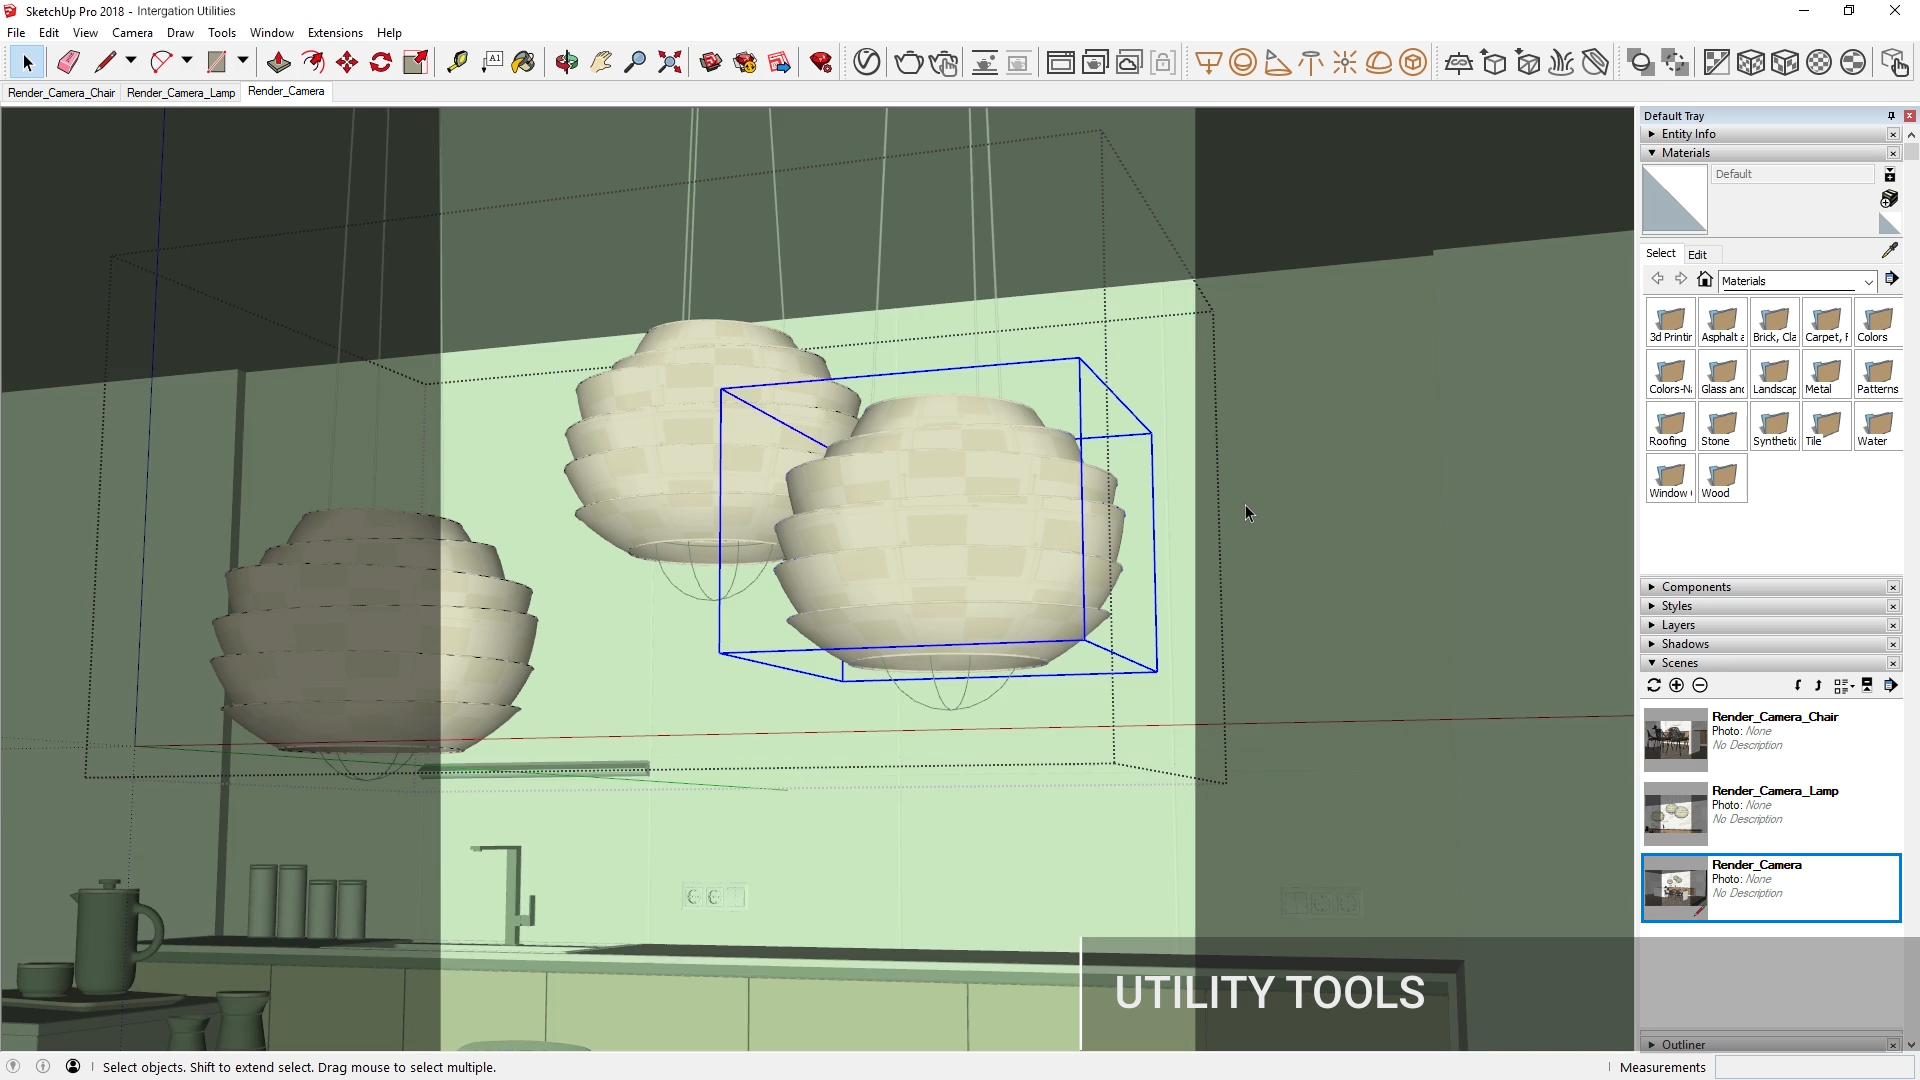 SketchUp Pro 2018 - Intergation Utilities
File Edit View Camera Draw Tools Window Extensions Help
A1
Render_Camera_Chair Render_Camera_Lamp Render_Camera
Default Tray
Entity Info
Materials
Default
Select Edit
Materials
3d Printin Asphalt a Brick, Cla Carpet, F Colors
Colors-Na Glass and Landscap Metal Patterns
Roofing Stone Synthetic Tile Water
Window Wood
Components
Styles
Layers
Shadows
Scenes
Render_Camera_Chair
Photo: None
No Description
Render_Camera_Lamp
Photo: None
No Description
Render_Camera
Photo: None
No Description
UTILITY TOOLS
Outliner
Select objects. Shift to extend select. Drag mouse to select multiple.
Measurements